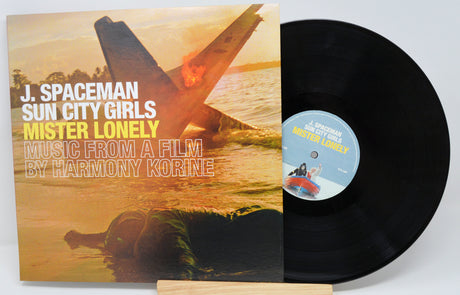 J. SPACEMAN
SUN CITY GIRLS
MISTER LONELY
MUSIC FROM A FILM
BY HARMONY KORINE
J. SPACEMAN
SUN CITY GIRLS
MISTER LONELY